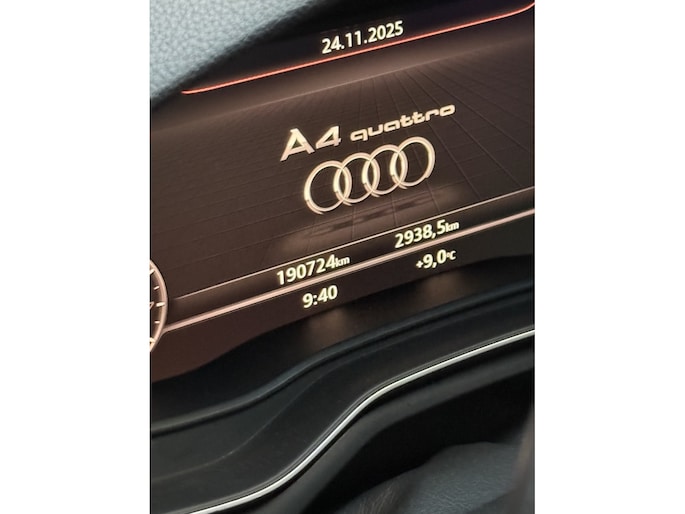 24.11.2025
A4 quattro
190724km 2938,5km
9:40 +9,0°C